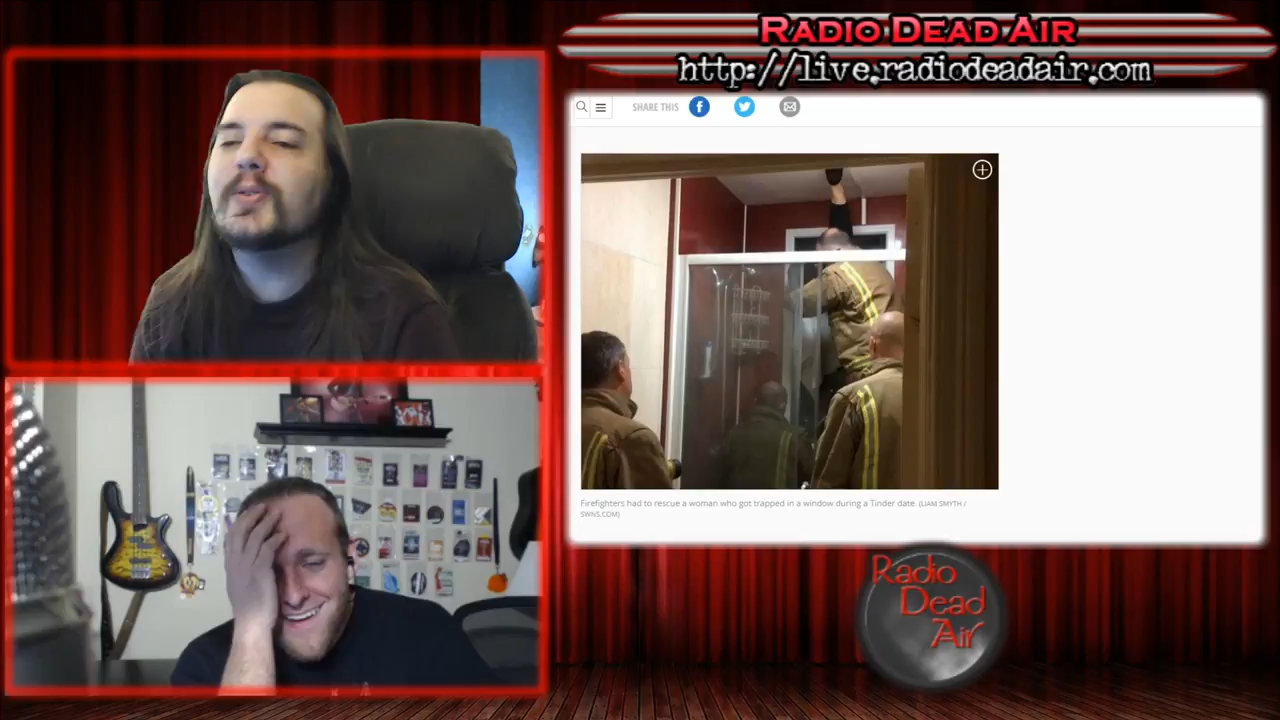 RADIO DEAD AIR
http://live.radiodeadair.com
SHARE THIS
Firefighters had to rescue a woman who got trapped in a window during a Tinder date. (LIAM SMYTH /
SWNS.COM)
Radio
Dead
Air